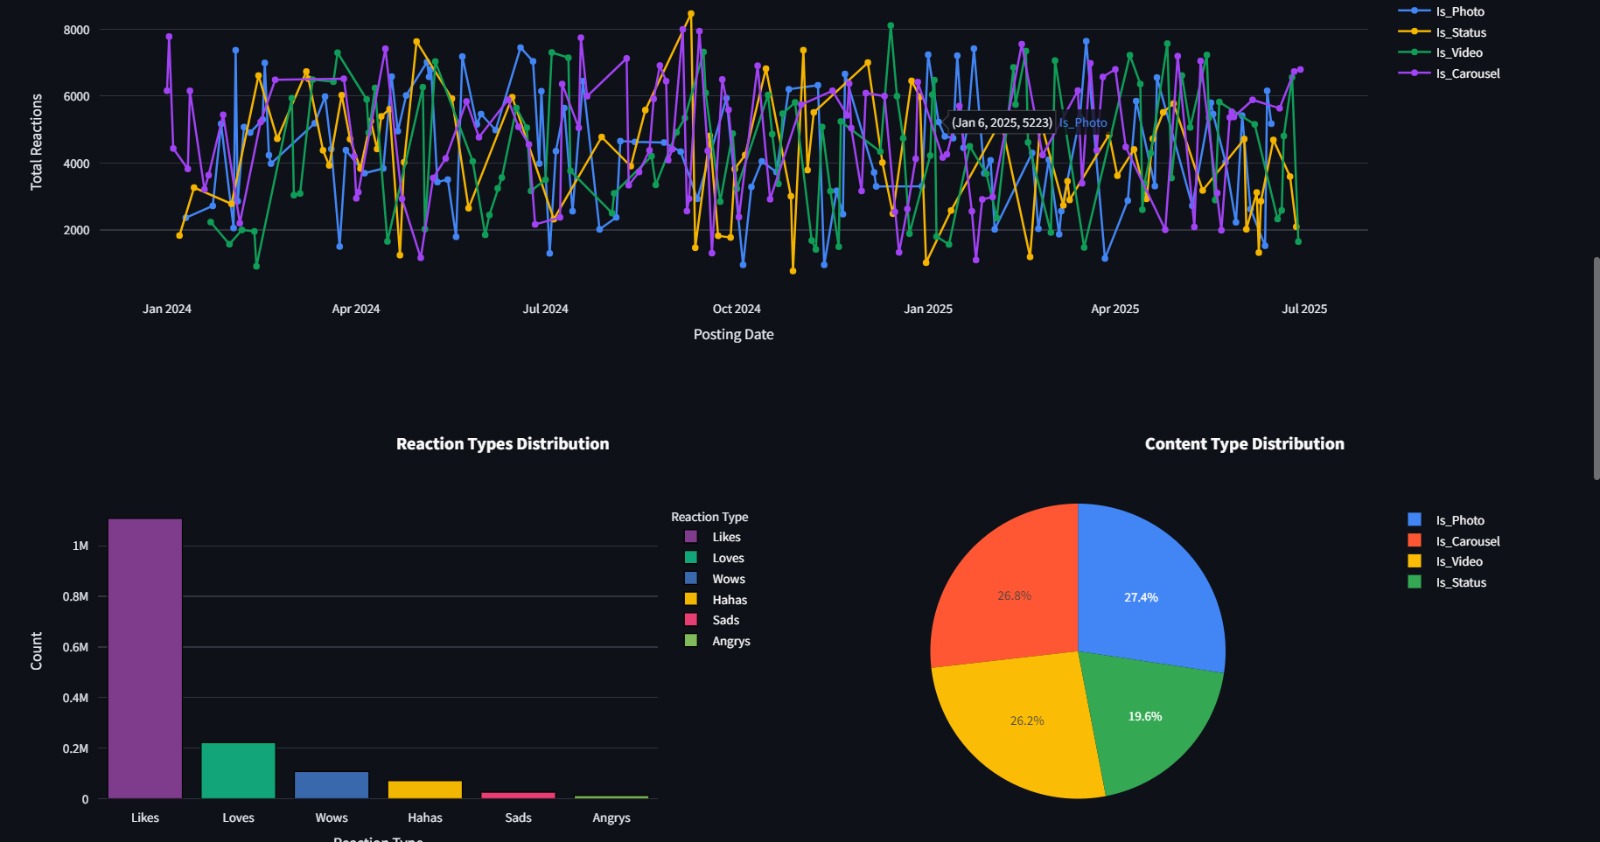 8000
6000
4000
2000
Total Reactions
Is_Photo
Is_Status
Is_Video
Is_Carousel
(Jan 6, 2025, 5223) Is_Photo
Jan 2024 Apr 2024 Jul 2024 Oct 2024 Jan 2025 Apr 2025 Jul 2025
Posting Date
Reaction Types Distribution
1M
0.8M
0.6M
0.4M
0.2M
0
Count
Likes Loves Wows Hahas Sads Angrys
Reaction Type
Reaction Type
Likes
Loves
Wows
Hahas
Sads
Angrys
Content Type Distribution
26.8%
27.4%
26.2%
19.6%
Is_Photo
Is_Carousel
Is_Video
Is_Status